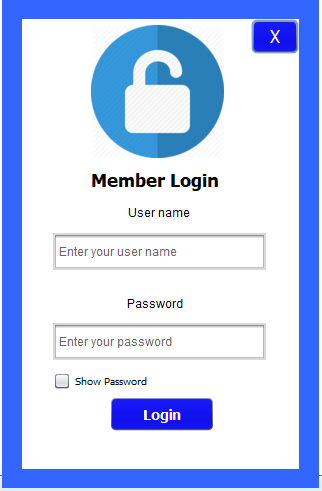 X
Member Login
User name
Enter your user name
Password
Enter your password
Show Password
Login